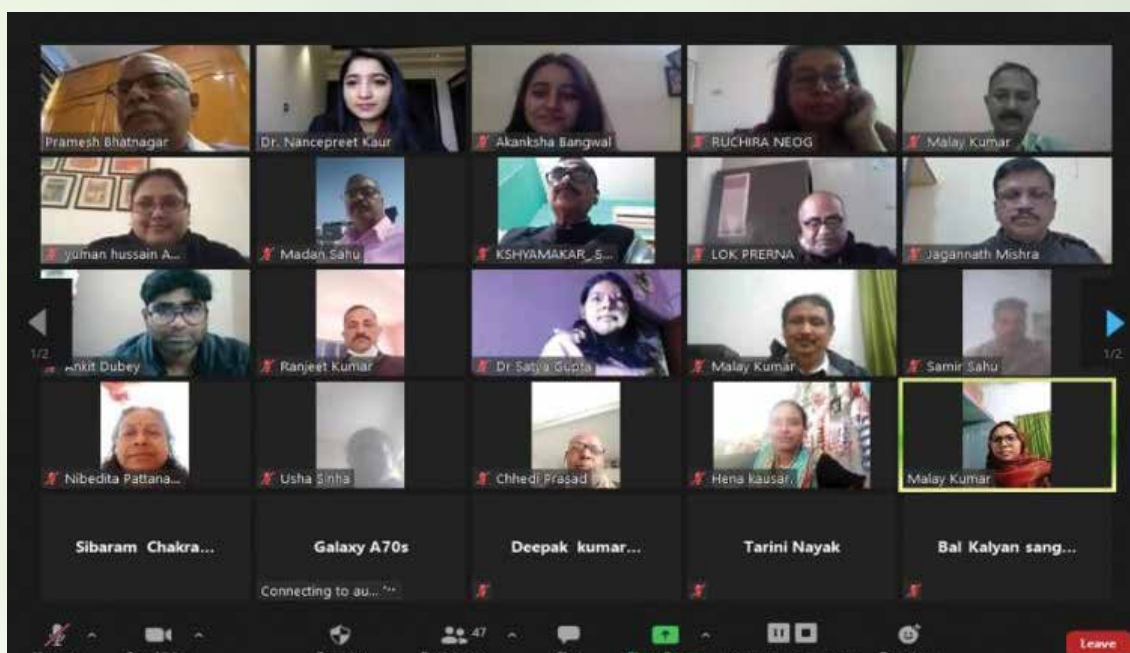 Pramesh Bhatnagar
Dr. Nancepreet Kaur
Akanksha Bangwal
RUCHIRA NEOG
Malay Kumar
yuman hussain A...
Madan Sahu
KSHYAMAKAR_S...
LOK PRERNA
Jagannath Mishra
1/2
Ankit Dubey
Ranjeet Kumar
Dr Satya Gupta
Malay Kumar
Samir Sahu
1/2
Nibedita Pattana...
Usha Sinha
Chhedi Prasad
Hena kausar.
Malay Kumar
Sibaram Chakra...
Galaxy A70s
Deepak kumar...
Tarini Nayak
Bal Kalyan sang...
Connecting to au...
47
Leave